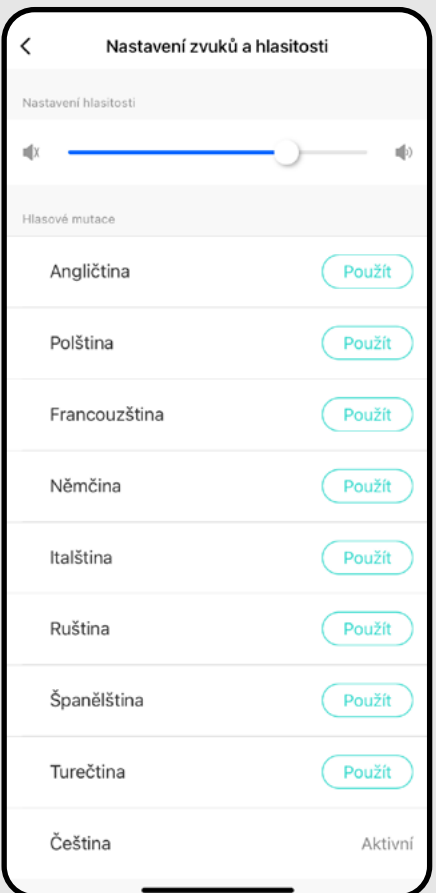 Nastavení zvuků a hlasitosti
Nastavení hlasitosti
Hlasové mutace
Angličtina Použít
Polština Použít
Francouzština Použít
Němčina Použít
Italština Použít
Ruština Použít
Španělština Použít
Turečtina Použít
Čeština Aktivní